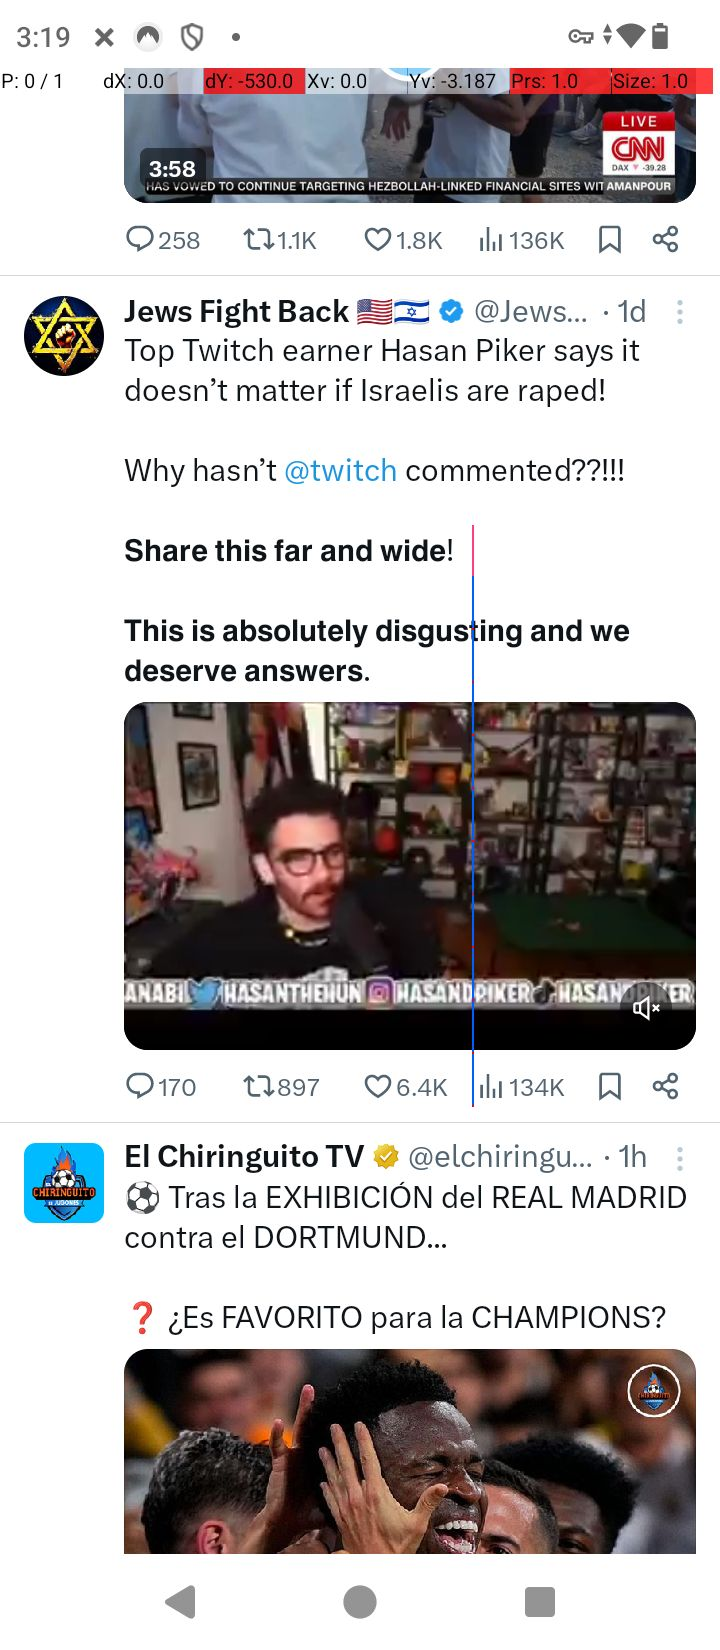 3:19
P: 0 / 1 dX: 0.0 dY: -530.0 Xv: 0.0 Yv: -3.187 Prs: 1.0 Size: 1.0
LIVE
CNN
DAX ▼ -39.28
3:58
HAS VOWED TO CONTINUE TARGETING HEZBOLLAH-LINKED FINANCIAL SITES WIT AMANPOUR
258 1.1K 1.8K 136K
Jews Fight Back 🇺🇸🇮🇱 @Jews... · 1d
Top Twitch earner Hasan Piker says it
doesn’t matter if Israelis are raped!
Why hasn’t @twitch commented??!!!
Share this far and wide!
This is absolutely disgusting and we
deserve answers.
ANABI HASANTHEHUN HASANDPIKER HASAN ER
170 897 6.4K 134K
El Chiringuito TV @elchiringu... · 1h
CHIRINGUITO
⚽ Tras la EXHIBICIÓN del REAL MADRID
contra el DORTMUND...
❓ ¿Es FAVORITO para la CHAMPIONS?